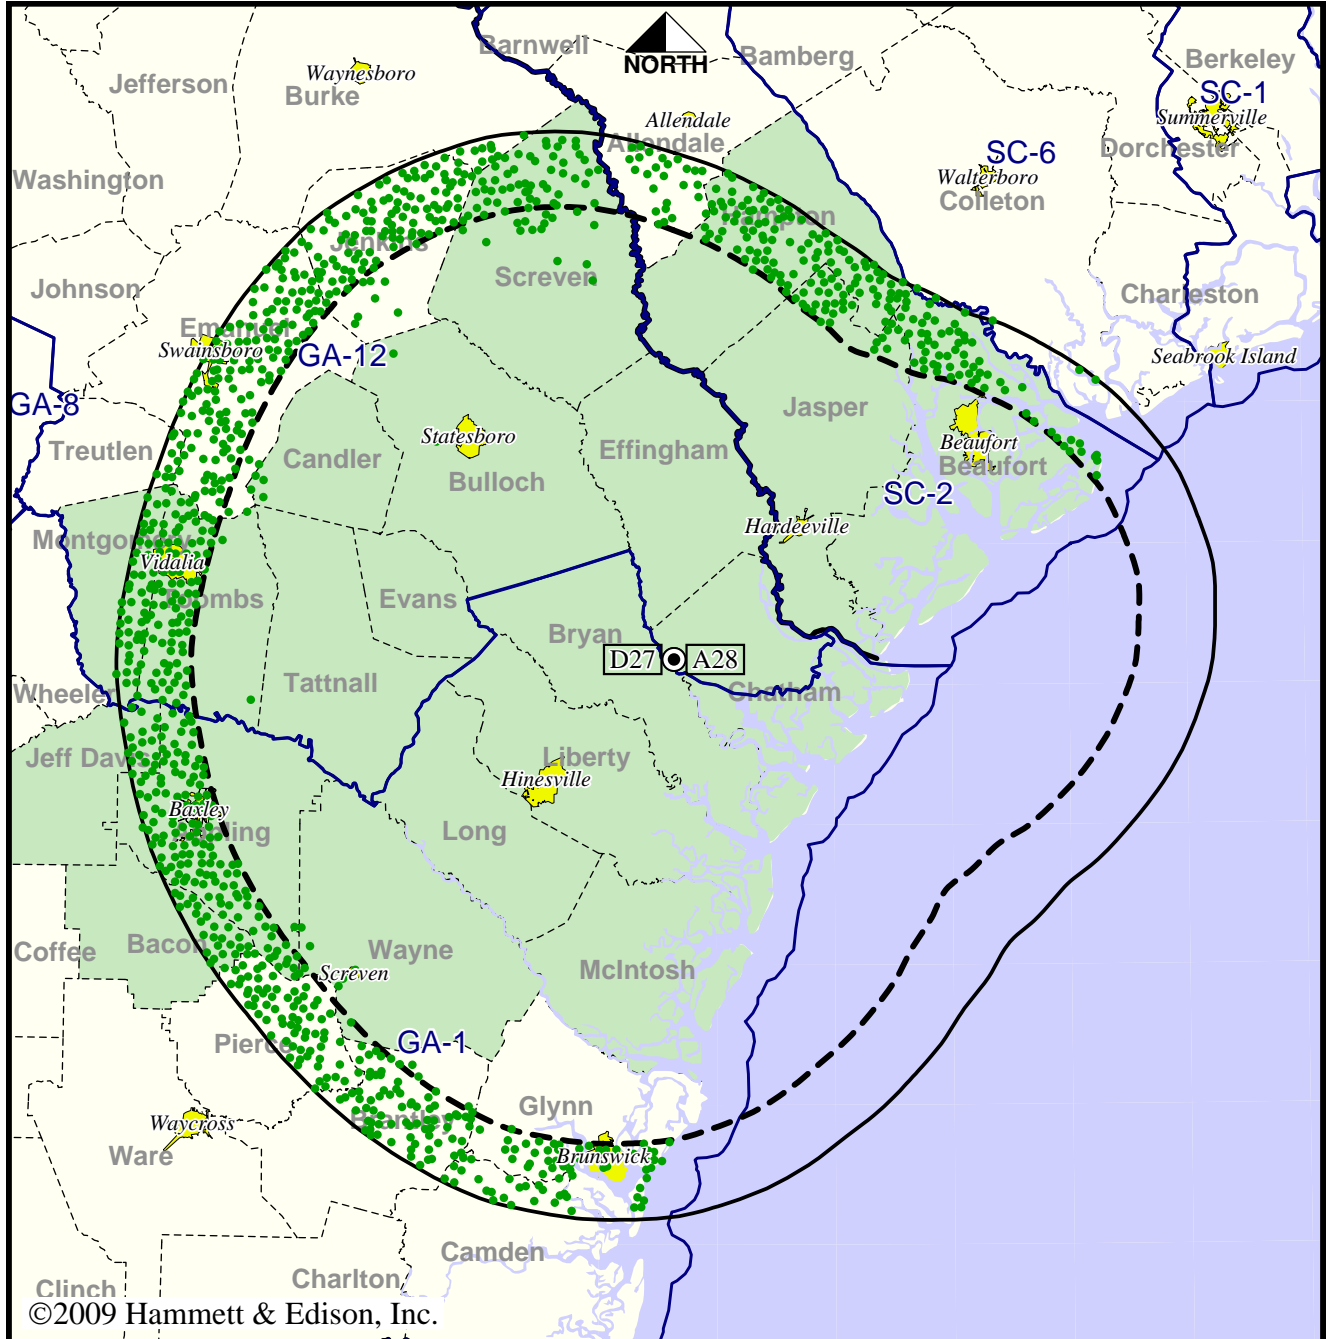 Barnwell
Bamberg
NORTH
Berkeley
Jefferson
Waynesboro
Burke
SC-1
Summerville
Allendale
Allendale
Dorchester
SC-6
Washington
Walterboro
Colleton
Hampton
Jenkins
Screven
Johnson
Charleston
Emanuel
Swainsboro
GA-12
Seabrook Island
GA-8
Jasper
Treutlen
Statesboro
Beaufort
Candler
Effingham
Beaufort
Bulloch
SC-2
Montgomery
Hardeeville
Vidalia
Toombs
Evans
Bryan
D27
A28
Wheeler
Tattnall
Chatham
Jeff Davis
Liberty
Hinesville
Baxley
Appling
Long
Coffee
Bacon
Wayne
McIntosh
Screven
Pierce
GA-1
Glynn
Waycross
Brantley
Ware
Brunswick
Camden
Charlton
Clinch
©2009 Hammett & Edison, Inc.